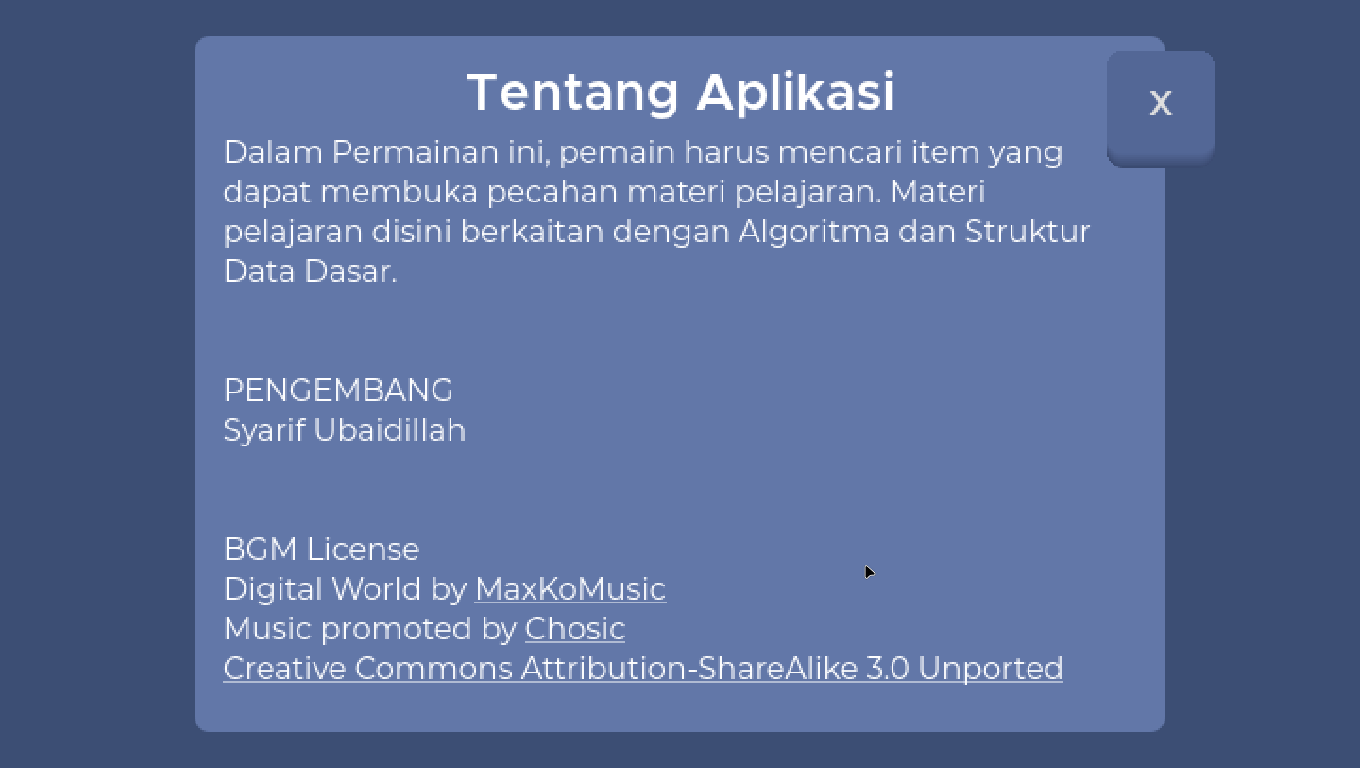 Tentang Aplikasi
X
Dalam Permainan ini, pemain harus mencari item yang
dapat membuka pecahan materi pelajaran. Materi
pelajaran disini berkaitan dengan Algoritma dan Struktur
Data Dasar.
PENGEMBANG
Syarif Ubaidillah
BGM License
Digital World by MaxKoMusic
Music promoted by Chosic
Creative Commons Attribution-ShareAlike 3.0 Unported